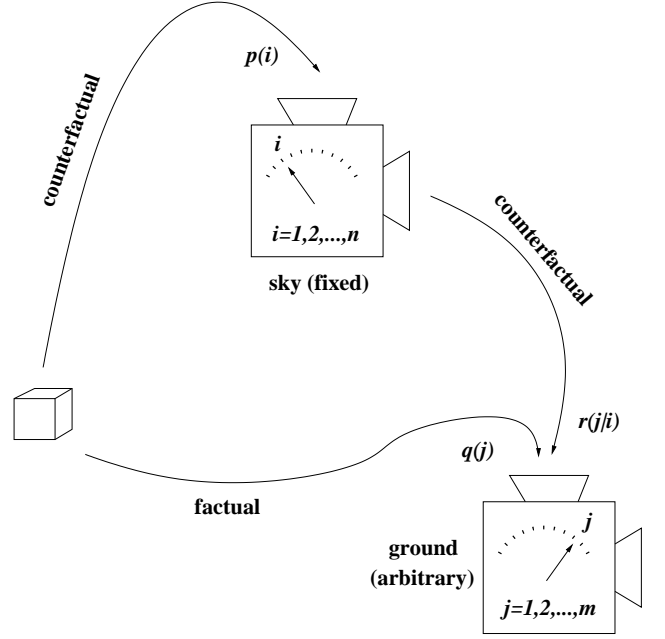 p(i)
counterfactual
i
i=1,2,...,n
sky (fixed)
counterfactual
r(j/i)
q(j)
factual
ground
(arbitrary)
j
j=1,2,...,m